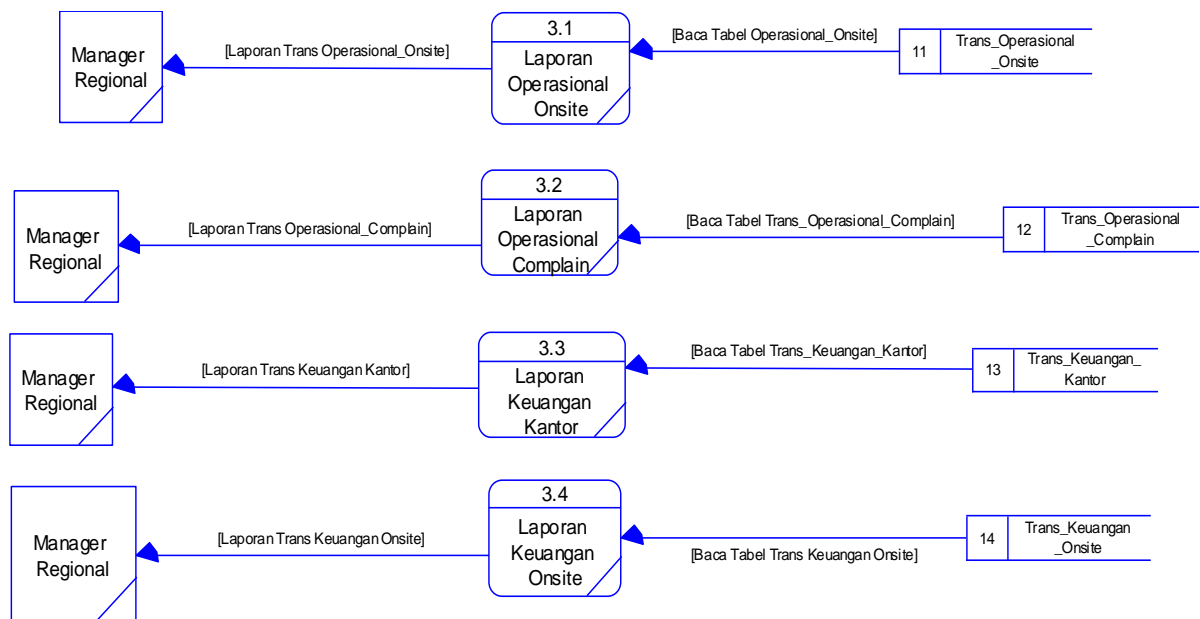 Manager
Regional
[Laporan Trans Operasional_Onsite]
3.1
Laporan
Operasional
Onsite
[Baca Tabel Operasional_Onsite]
11
Trans_Operasional
_Onsite
Manager
Regional
[Laporan Trans Operasional_Complain]
3.2
Laporan
Operasional
Complain
[Baca Tabel Trans_Operasional_Complain]
12
Trans_Operasional
_Complain
Manager
Regional
[Laporan Trans Keuangan Kantor]
3.3
Laporan
Keuangan
Kantor
[Baca Tabel Trans_Keuangan_Kantor]
13
Trans_Keuangan_
Kantor
Manager
Regional
[Laporan Trans Keuangan Onsite]
3.4
Laporan
Keuangan
Onsite
[Baca Tabel Trans Keuangan Onsite]
14
Trans_Keuangan
_Onsite